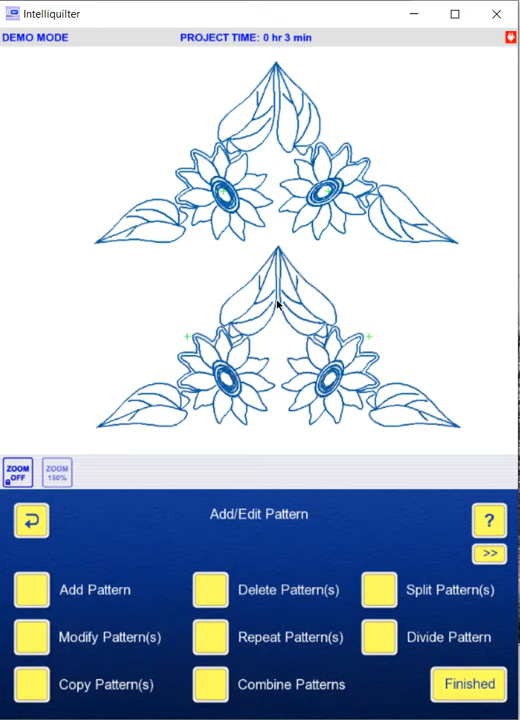 Intelliquilter
DEMO MODE PROJECT TIME: 0 hr 3 min
ZOOM OFF ZOOM 150%
Add/Edit Pattern
?
>>
Add Pattern Delete Pattern(s) Split Pattern(s)
Modify Pattern(s) Repeat Pattern(s) Divide Pattern
Copy Pattern(s) Combine Patterns Finished